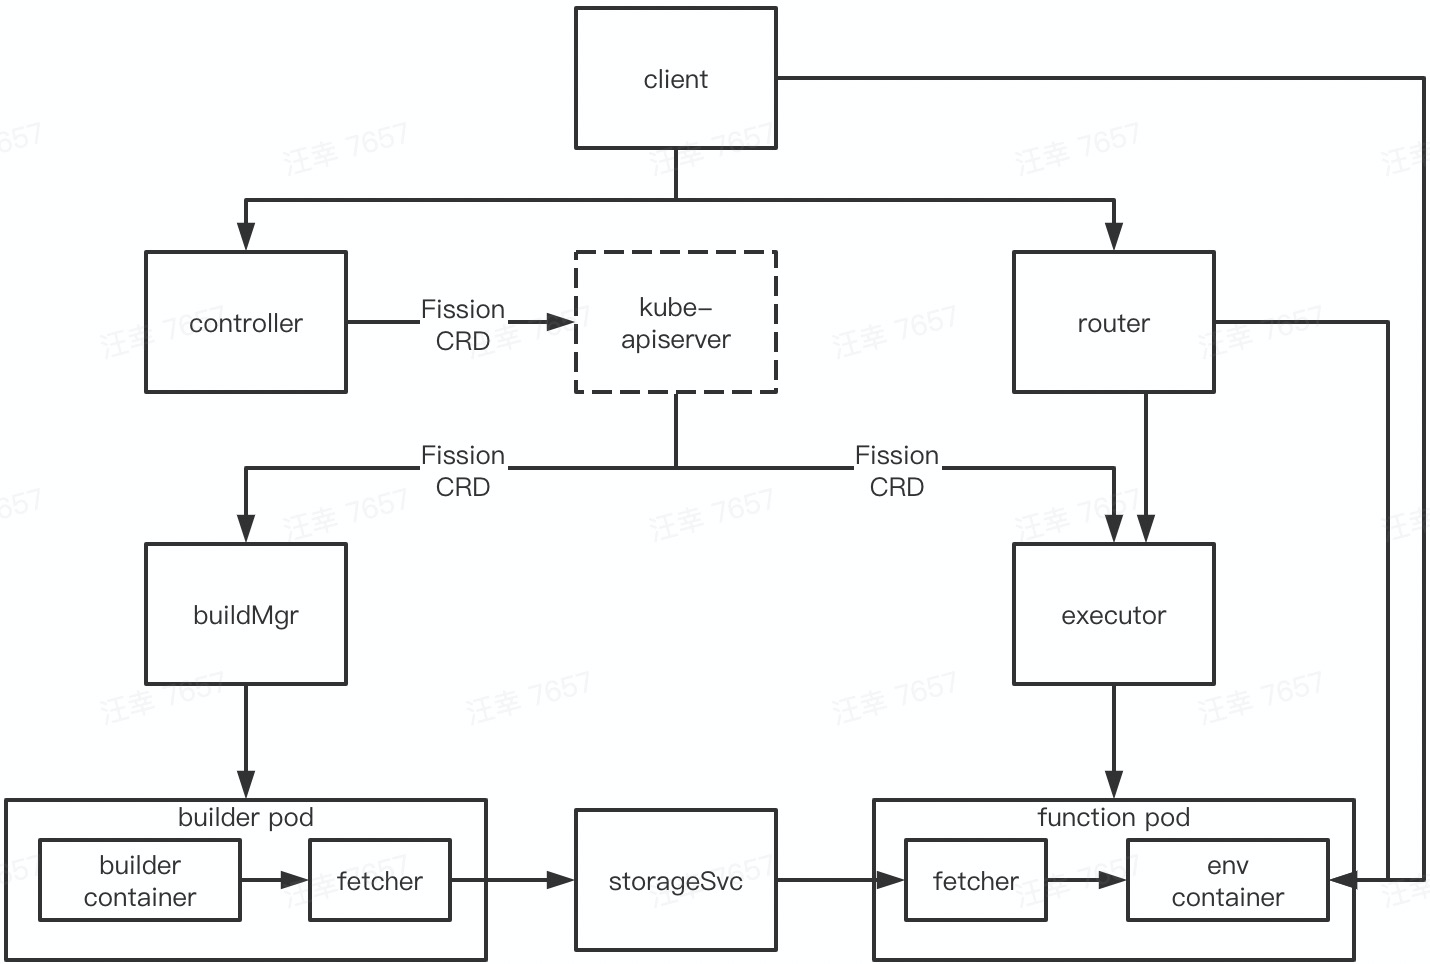 client
controller
Fission
CRD
kube-
apiserver
router
Fission
CRD
Fission
CRD
buildMgr
executor
builder pod
builder
container
fetcher
storageSvc
function pod
fetcher
env
container
汪幸 7657